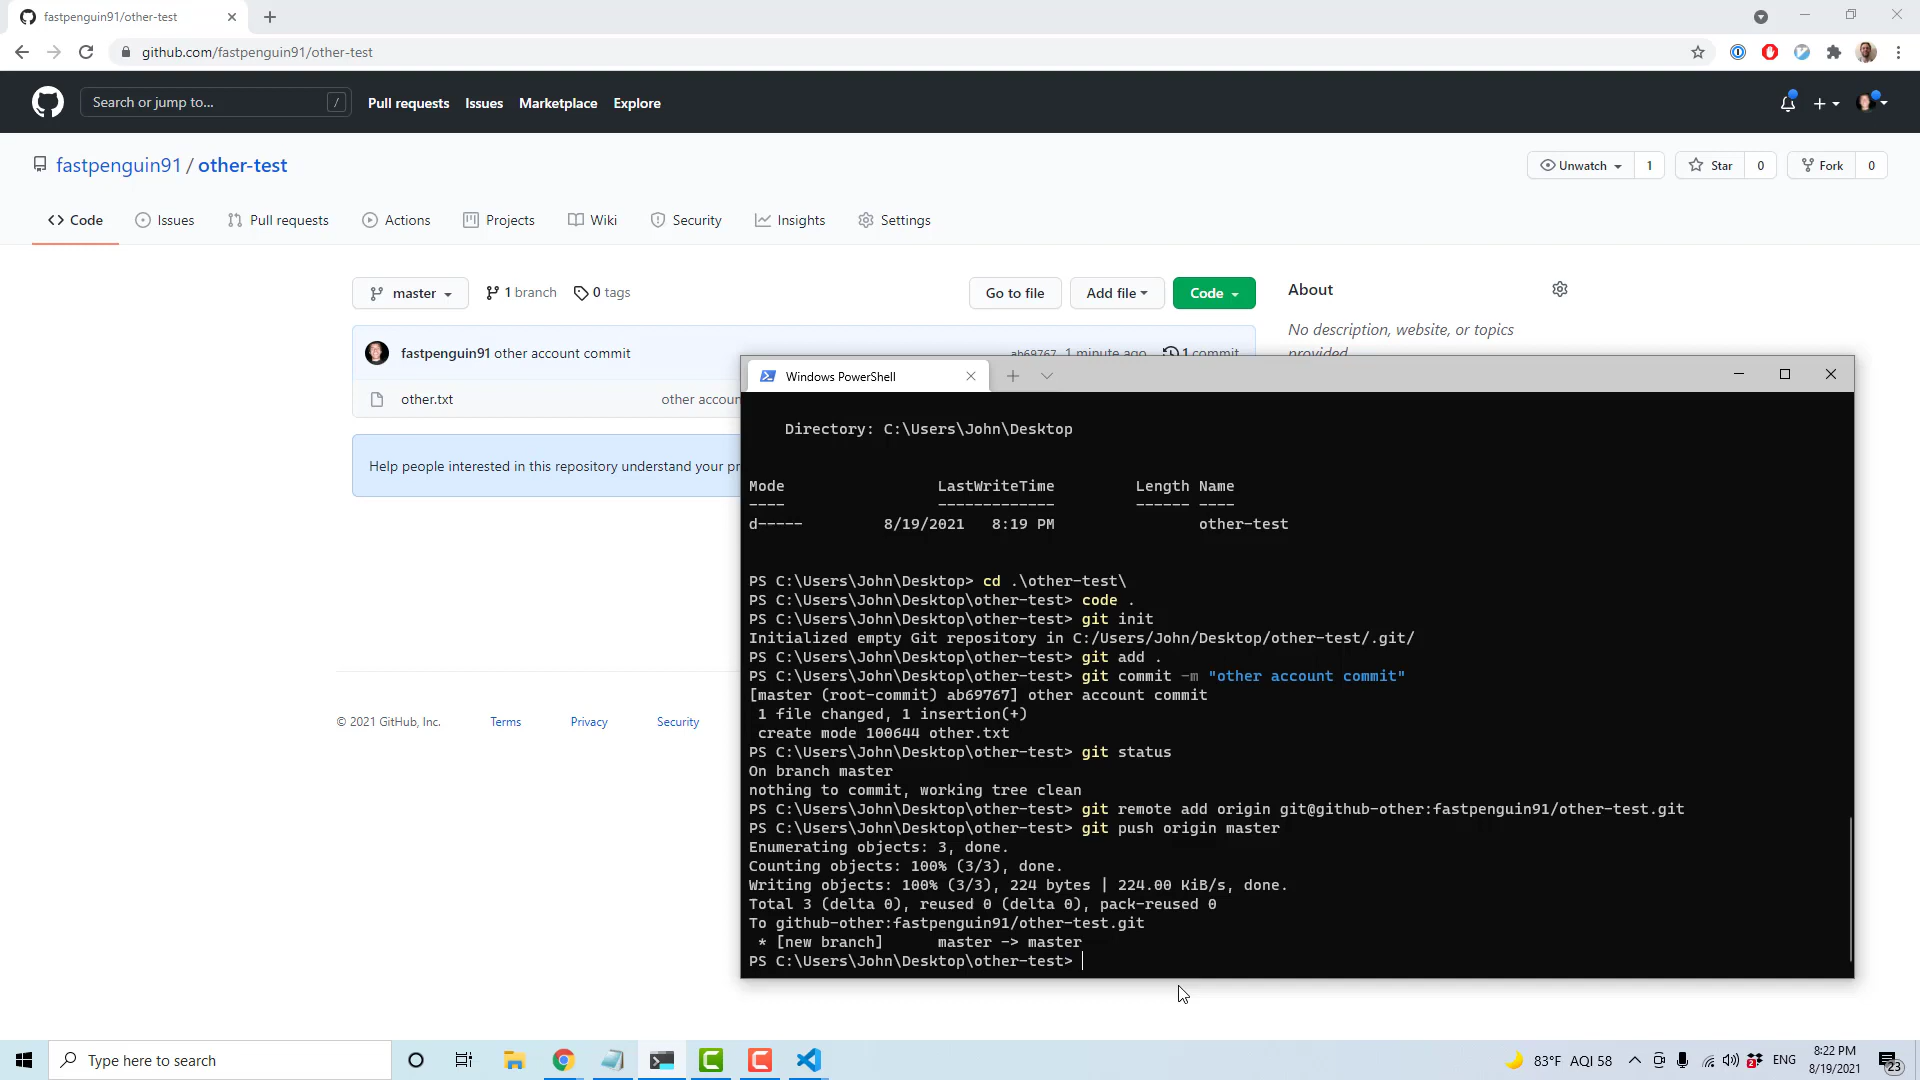 fastpenguin91/other-test
github.com/fastpenguin91/other-test
Search or jump to... /
Pull requests Issues Marketplace Explore
fastpenguin91 / other-test
Unwatch 1 Star 0 Fork 0
Code Issues Pull requests Actions Projects Wiki Security Insights Settings
master 1 branch 0 tags Go to file Add file Code About
No description, website, or topics
provided.
fastpenguin91 other account commit ab69767 1 minute ago 1 commit
other.txt other accoun
Help people interested in this repository understand your pr
© 2021 GitHub, Inc. Terms Privacy Security
Windows PowerShell
Directory: C:\Users\John\Desktop
Mode LastWriteTime Length Name
---- ------------- ------ ----
d----- 8/19/2021 8:19 PM other-test
PS C:\Users\John\Desktop> cd .\other-test\
PS C:\Users\John\Desktop\other-test> code .
PS C:\Users\John\Desktop\other-test> git init
Initialized empty Git repository in C:/Users/John/Desktop/other-test/.git/
PS C:\Users\John\Desktop\other-test> git add .
PS C:\Users\John\Desktop\other-test> git commit -m "other account commit"
[master (root-commit) ab69767] other account commit
1 file changed, 1 insertion(+)
create mode 100644 other.txt
PS C:\Users\John\Desktop\other-test> git status
On branch master
nothing to commit, working tree clean
PS C:\Users\John\Desktop\other-test> git remote add origin git@github-other:fastpenguin91/other-test.git
PS C:\Users\John\Desktop\other-test> git push origin master
Enumerating objects: 3, done.
Counting objects: 100% (3/3), done.
Writing objects: 100% (3/3), 224 bytes | 224.00 KiB/s, done.
Total 3 (delta 0), reused 0 (delta 0), pack-reused 0
To github-other:fastpenguin91/other-test.git
* [new branch] master -> master
PS C:\Users\John\Desktop\other-test>
Type here to search
83°F AQI 58 ENG 8:22 PM
8/19/2021
23